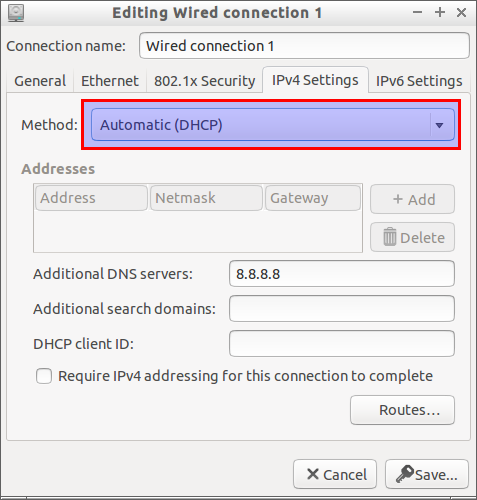 Editing Wired connection 1
Connection name: Wired connection 1
General Ethernet 802.1x Security IPv4 Settings IPv6 Settings
Method: Automatic (DHCP)
Addresses
Address Netmask Gateway + Add
Delete
Additional DNS servers: 8.8.8.8
Additional search domains:
DHCP client ID:
Require IPv4 addressing for this connection to complete
Routes...
Cancel Save...